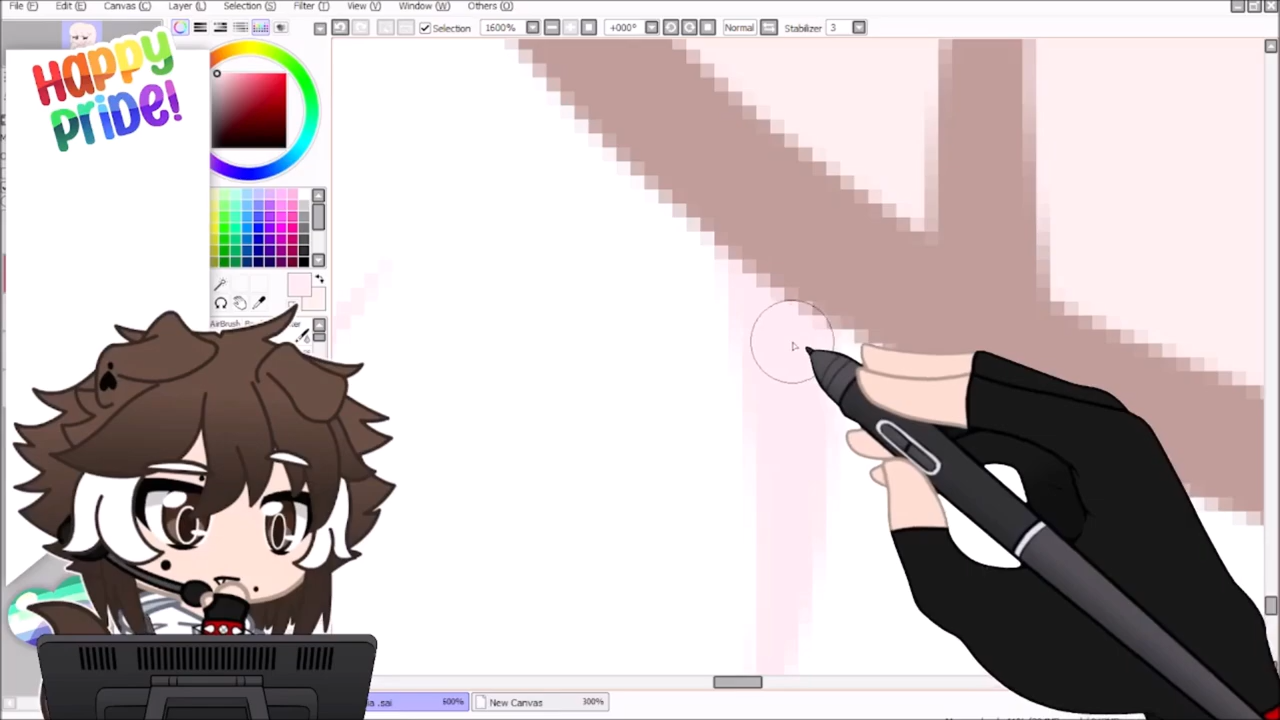 File (F) Edit (E) Canvas (C) Layer (L) Selection (S) Filter (T) View (V) Window (W) Others (O)
Selection 1600% +000° Normal Stabilizer 3
HAPPY
PRIDE!
AirBrush
.sai 600% New Canvas 300%